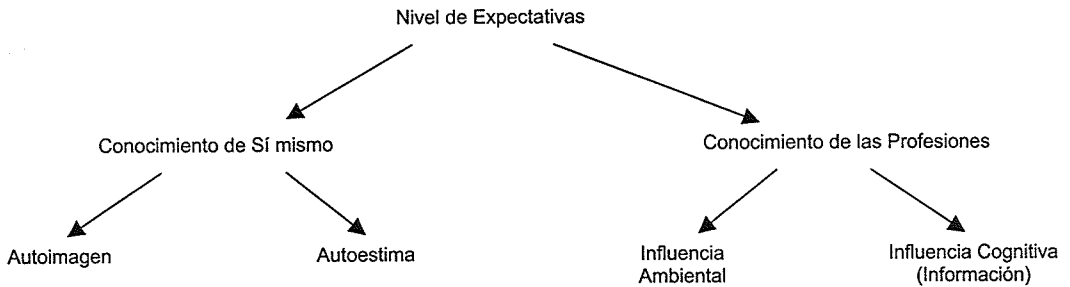 Nivel de Expectativas
Conocimiento de Sí mismo
Conocimiento de las Profesiones
Autoimagen
Autoestima
Influencia
Ambiental
Influencia Cognitiva
(Información)